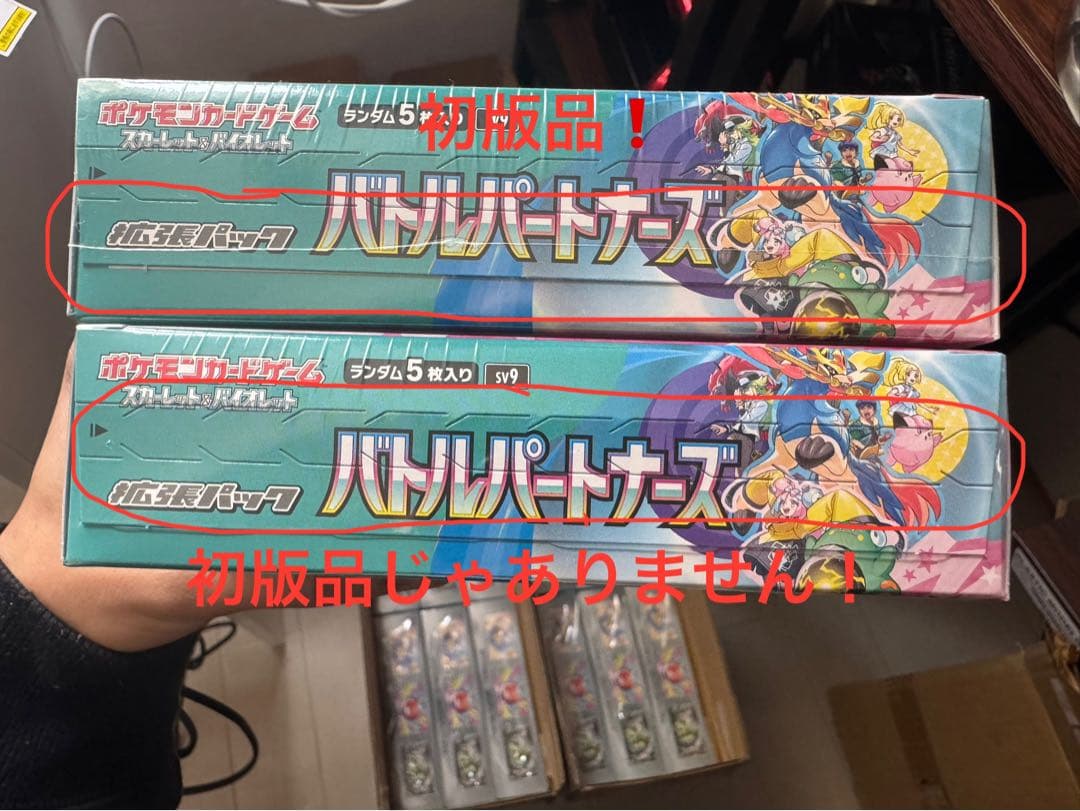 ポケモンカードゲーム
スカーレット&バイオレット
ランダム5枚入り SV9
初版品❗
拡張パック
バトルパートナーズ
ポケモンカードゲーム
スカーレット&バイオレット
ランダム5枚入り SV9
拡張パック
バトルパートナーズ
初版品じゃありません！